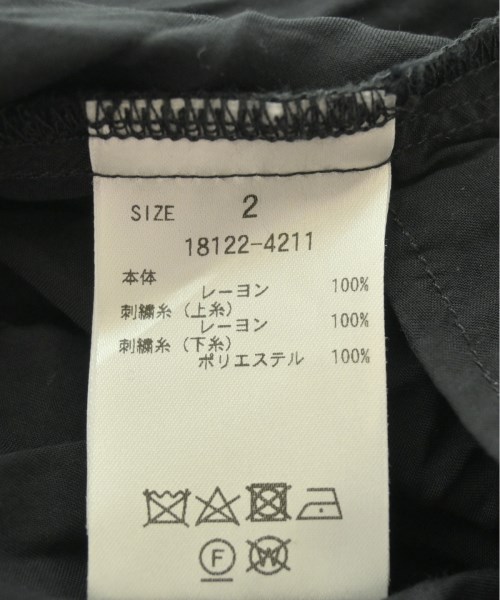 SIZE 2
18122-4211
本体
レーヨン 100%
刺繍糸（上糸）
レーヨン 100%
刺繍糸（下糸）
ポリエステル 100%
F W